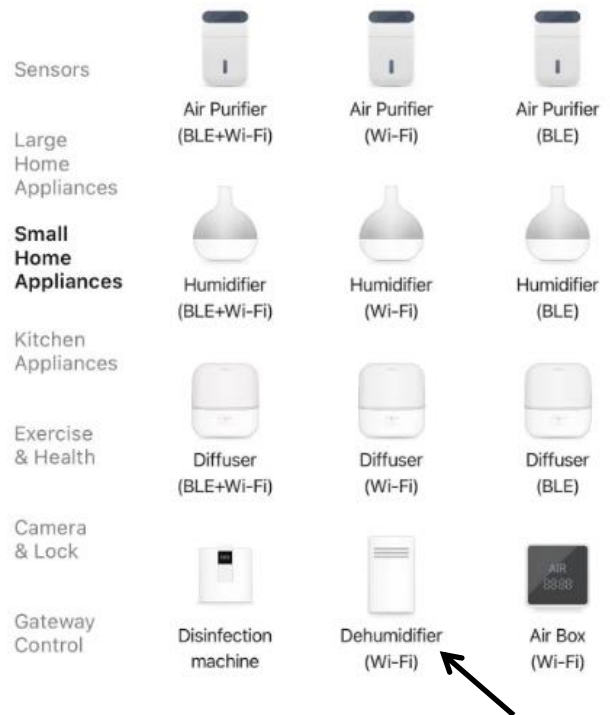 Sensors
Large
Home
Appliances
Small
Home
Appliances
Kitchen
Appliances
Exercise
& Health
Camera
& Lock
Gateway
Control
Air Purifier
(BLE+Wi-Fi)
Air Purifier
(Wi-Fi)
Air Purifier
(BLE)
Humidifier
(BLE+Wi-Fi)
Humidifier
(Wi-Fi)
Humidifier
(BLE)
Diffuser
(BLE+Wi-Fi)
Diffuser
(Wi-Fi)
Diffuser
(BLE)
Disinfection
machine
Dehumidifier
(Wi-Fi)
AIR
8888
Air Box
(Wi-Fi)